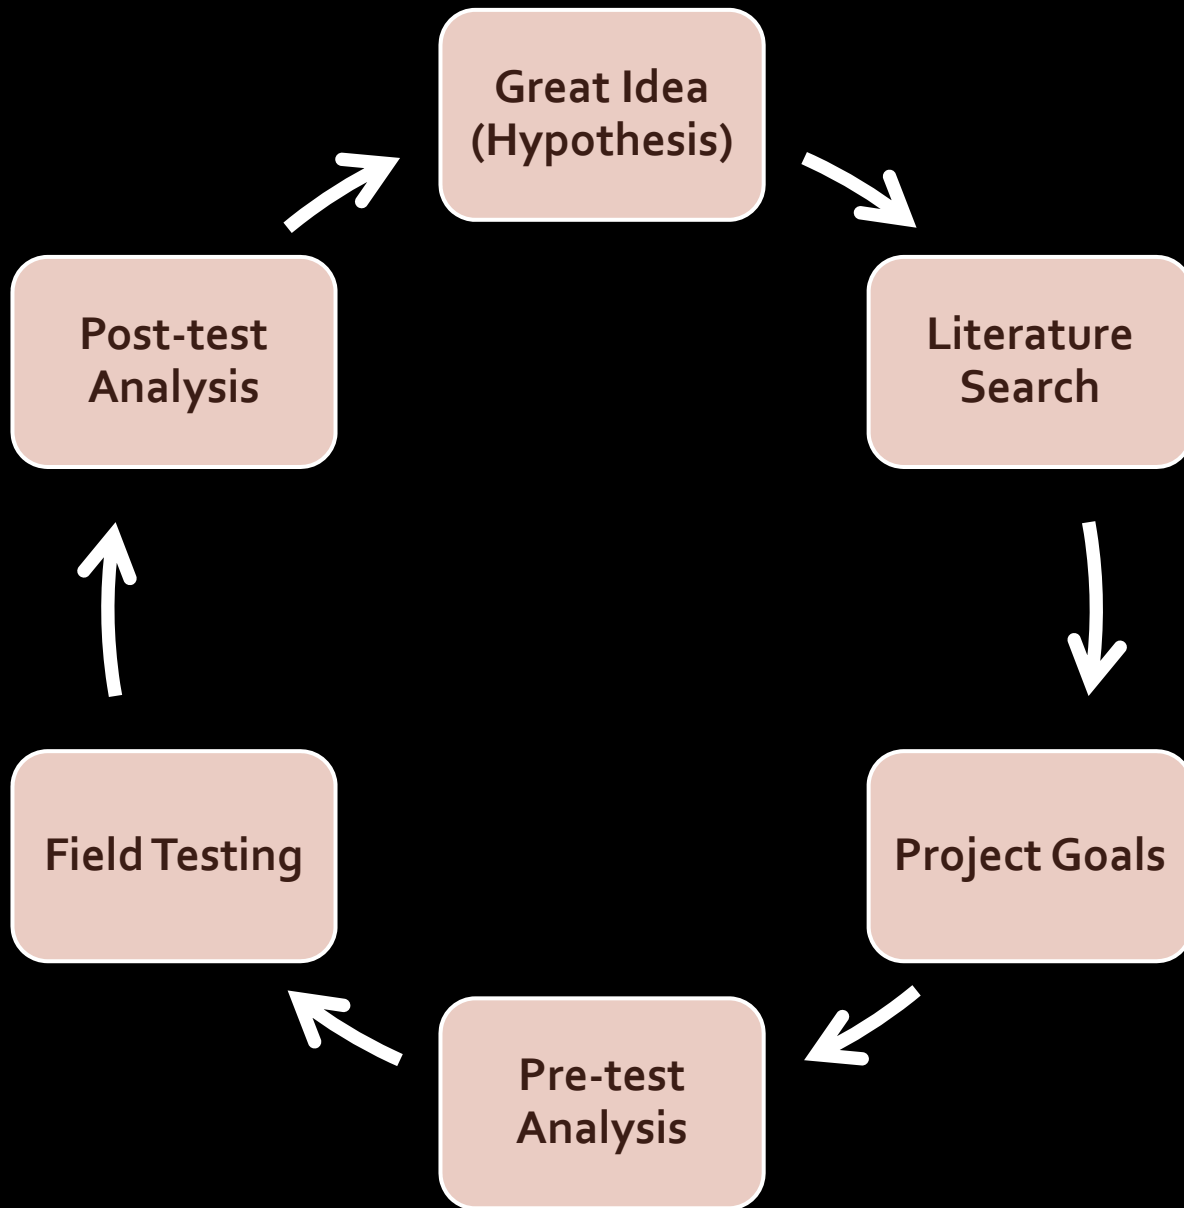 Great Idea
(Hypothesis)
Literature
Search
Project Goals
Pre-test
Analysis
Field Testing
Post-test
Analysis